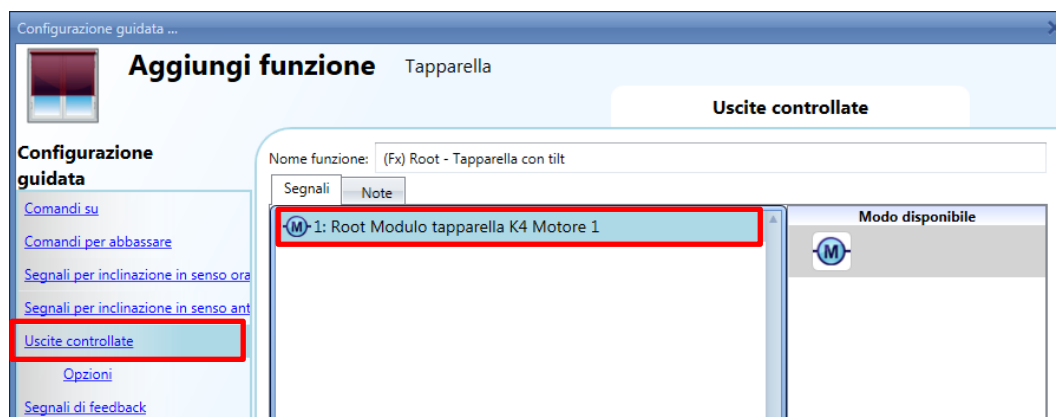 Configurazione guidata ...
Aggiungi funzione Tapparella
Uscite controllate
Configurazione
guidata
Comandi su
Comandi per abbassare
Segnali per inclinazione in senso ora
Segnali per inclinazione in senso ant
Uscite controllate
Opzioni
Segnali di feedback
Nome funzione: (Fx) Root - Tapparella con tilt
Segnali Note
M 1: Root Modulo tapparella K4 Motore 1
Modo disponibile
M